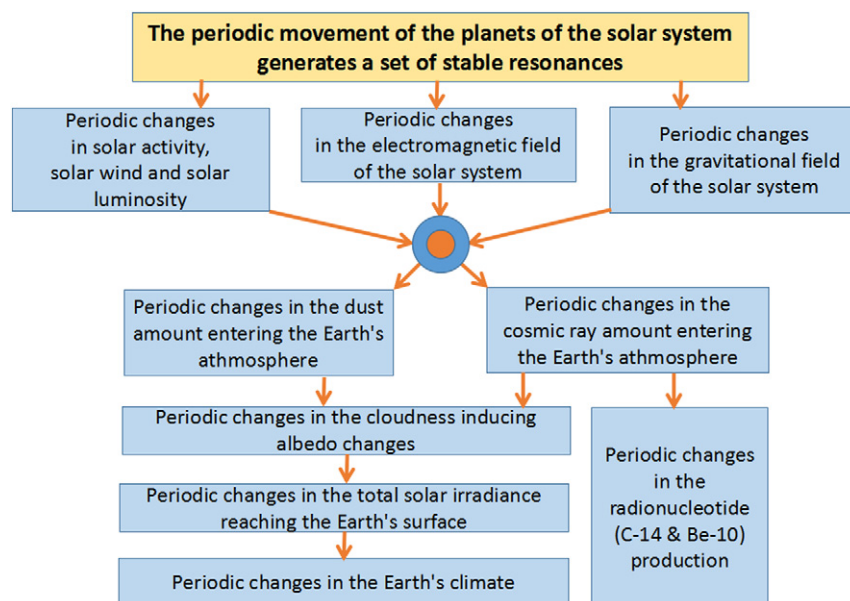 The periodic movement of the planets of the solar system
generates a set of stable resonances
Periodic changes
in solar activity,
solar wind and solar
luminosity
Periodic changes
in the electromagnetic field
of the solar system
Periodic changes
in the gravitational field
of the solar system
Periodic changes in the dust
amount entering the Earth's
athmosphere
Periodic changes in the
cosmic ray amount entering
the Earth's athmosphere
Periodic changes in the cloudness inducing
albedo changes
Periodic changes in the total solar irradiance
reaching the Earth's surface
Periodic changes in the Earth's climate
Periodic changes
in the
radionucleotide
(C-14 & Be-10)
production